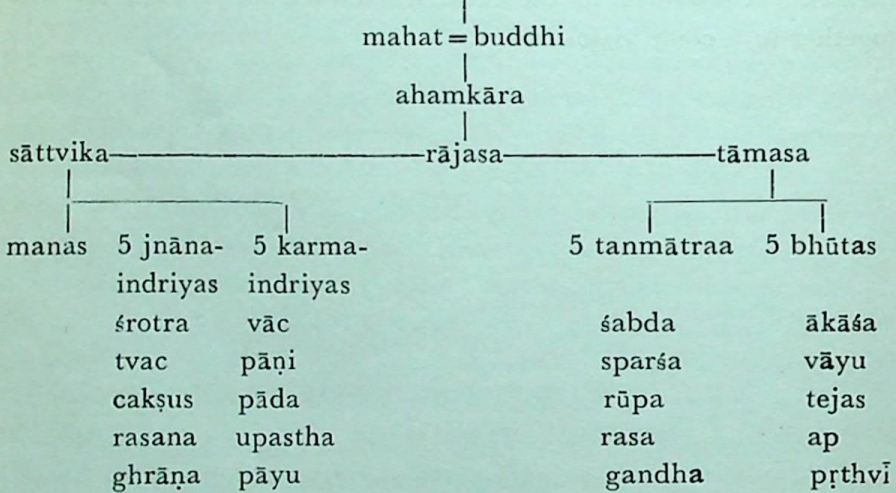 mahat = buddhi
ahamkāra
sāttvika rājasa tāmasa
manas 5 jnāna- 5 karma- 5 tanmātraa 5 bhūtas
indriyas indriyas
śrotra vāc śabda ākāśa
tvac pāṇi sparśa vāyu
cakṣus pāda rūpa tejas
rasana upastha rasa ap
ghrāṇa pāyu gandha pṛthvī